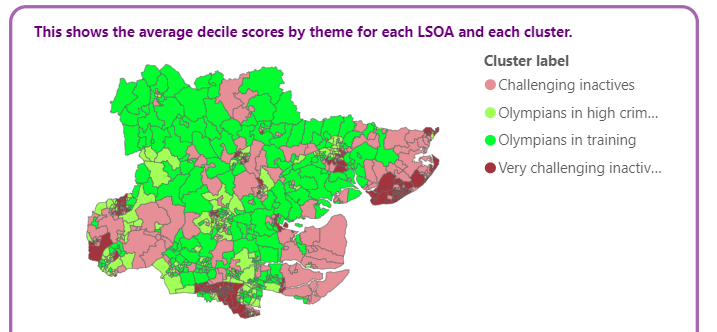 This shows the average decile scores by theme for each LSOA and each cluster.
Cluster label
Challenging inactives
Olympians in high crim...
Olympians in training
Very challenging inactiv...